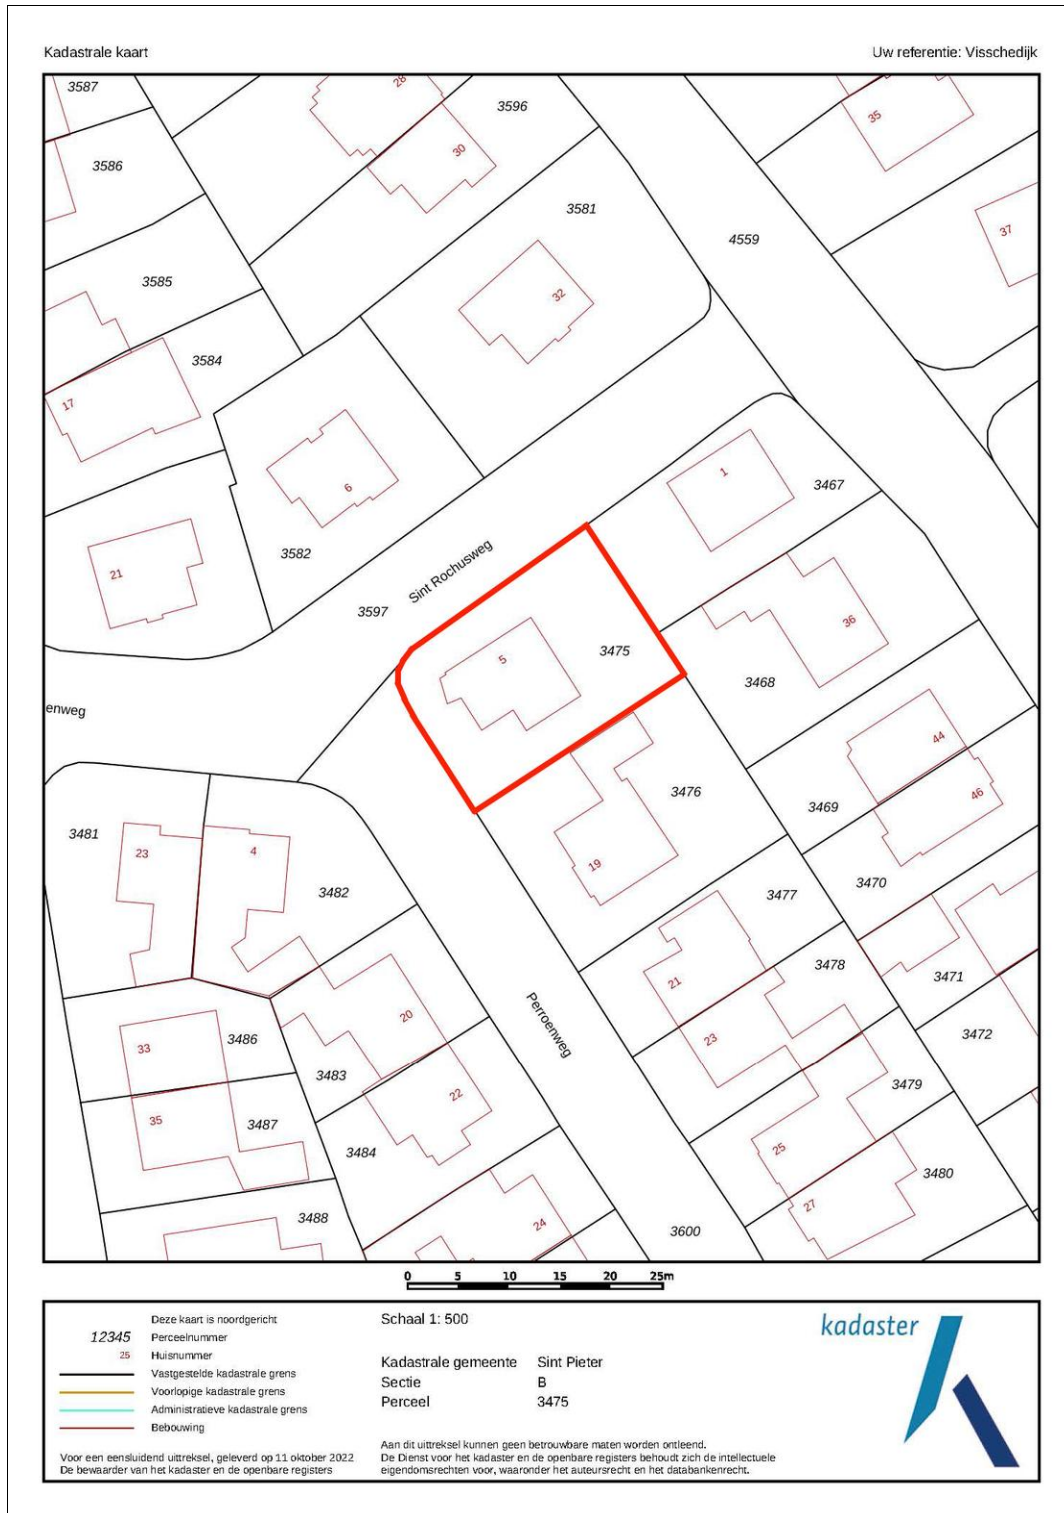 Kadastrale kaart
Uw referentie: Visschedijk
3587
28
3596
35
30
3586
3581
4559
37
3585
32
3584
17
6
1
3467
21
3582
Sint Rochusweg
3597
36
5
3475
3468
enweg
44
3476
46
3469
3481
23
4
19
3482
3470
3477
3478
3471
21
20
23
3472
33
3486
Perroenweg
3483
3479
22
35
3487
25
3484
3480
27
3488
24
3600
0 5 10 15 20 25m
Deze kaart is noordgericht
12345 Perceelnummer
25 Huisnummer
Vastgestelde kadastrale grens
Voorlopige kadastrale grens
Administratieve kadastrale grens
Bebouwing
Voor een eensluidend uittreksel, geleverd op 11 oktober 2022
De bewaarder van het kadaster en de openbare registers
Schaal 1: 500
Kadastrale gemeente Sint Pieter
Sectie B
Perceel 3475
Aan dit uittreksel kunnen geen betrouwbare maten worden ontleend.
De Dienst voor het kadaster en de openbare registers behoudt zich de intellectuele
eigendomsrechten voor, waaronder het auteursrecht en het databankenrecht.
kadaster